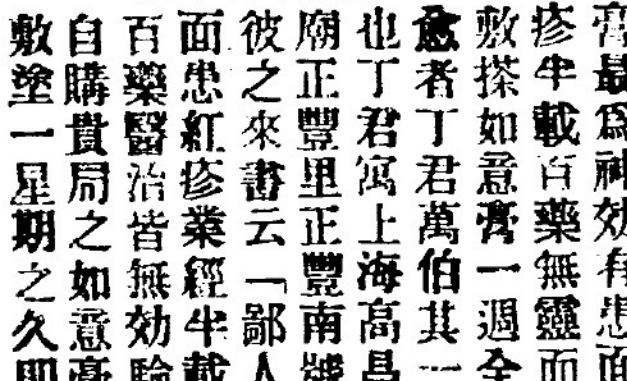 膏最為神効有患面
疹半載百藥無靈而
敷搽如意膏一週全
愈者丁君萬伯其一
也丁君寓上海高昌
廟正豐里正豐南號
彼之來書云「鄙人
面患紅疹業經半載
百藥醫治皆無効驗
自購貴局之如意膏
敷塗一星期之久即